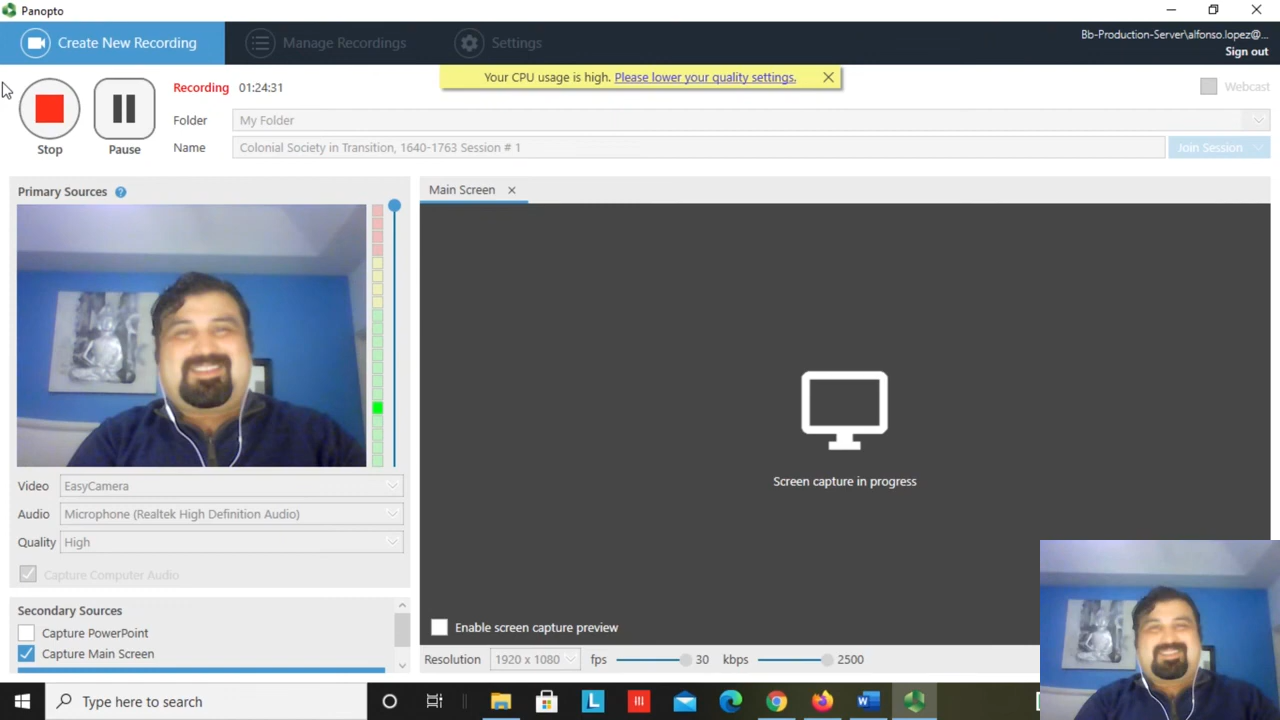 Panopto
Create New Recording
Manage Recordings
Settings
Bb-Production-Server\alfonso.lopez@...
Sign out
Your CPU usage is high. Please lower your quality settings.
Recording 01:24:31
Webcast
Folder My Folder
Stop
Pause
Name Colonial Society in Transition, 1640-1763 Session # 1
Join Session
Primary Sources
Main Screen
Screen capture in progress
Video EasyCamera
Audio Microphone (Realtek High Definition Audio)
Quality High
Capture Computer Audio
Secondary Sources
Capture PowerPoint
Capture Main Screen
Enable screen capture preview
Resolution 1920 x 1080 fps 30 kbps 2500
Type here to search